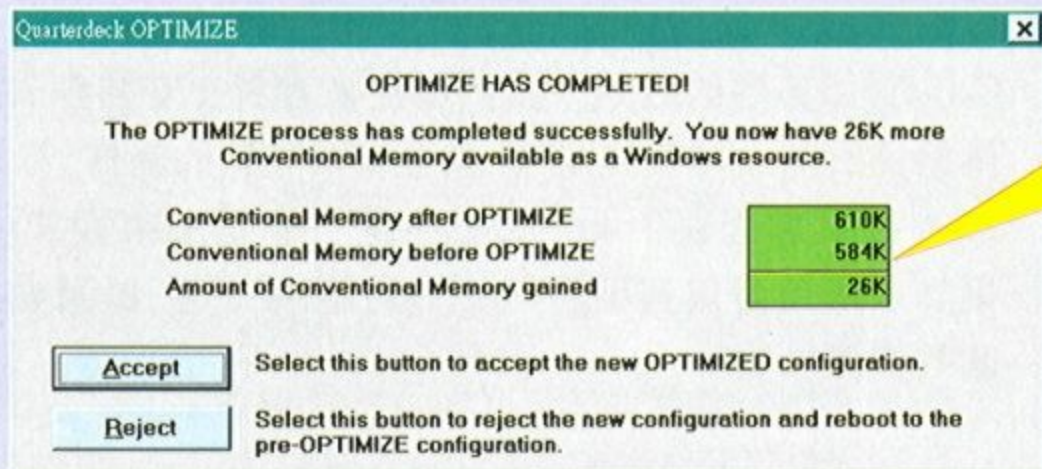 Quarterdeck OPTIMIZE
OPTIMIZE HAS COMPLETED!
The OPTIMIZE process has completed successfully. You now have 26K more
Conventional Memory available as a Windows resource.
Conventional Memory after OPTIMIZE 610K
Conventional Memory before OPTIMIZE 584K
Amount of Conventional Memory gained 26K
Accept Select this button to accept the new OPTIMIZED configuration.
Reject Select this button to reject the new configuration and reboot to the
pre-OPTIMIZE configuration.